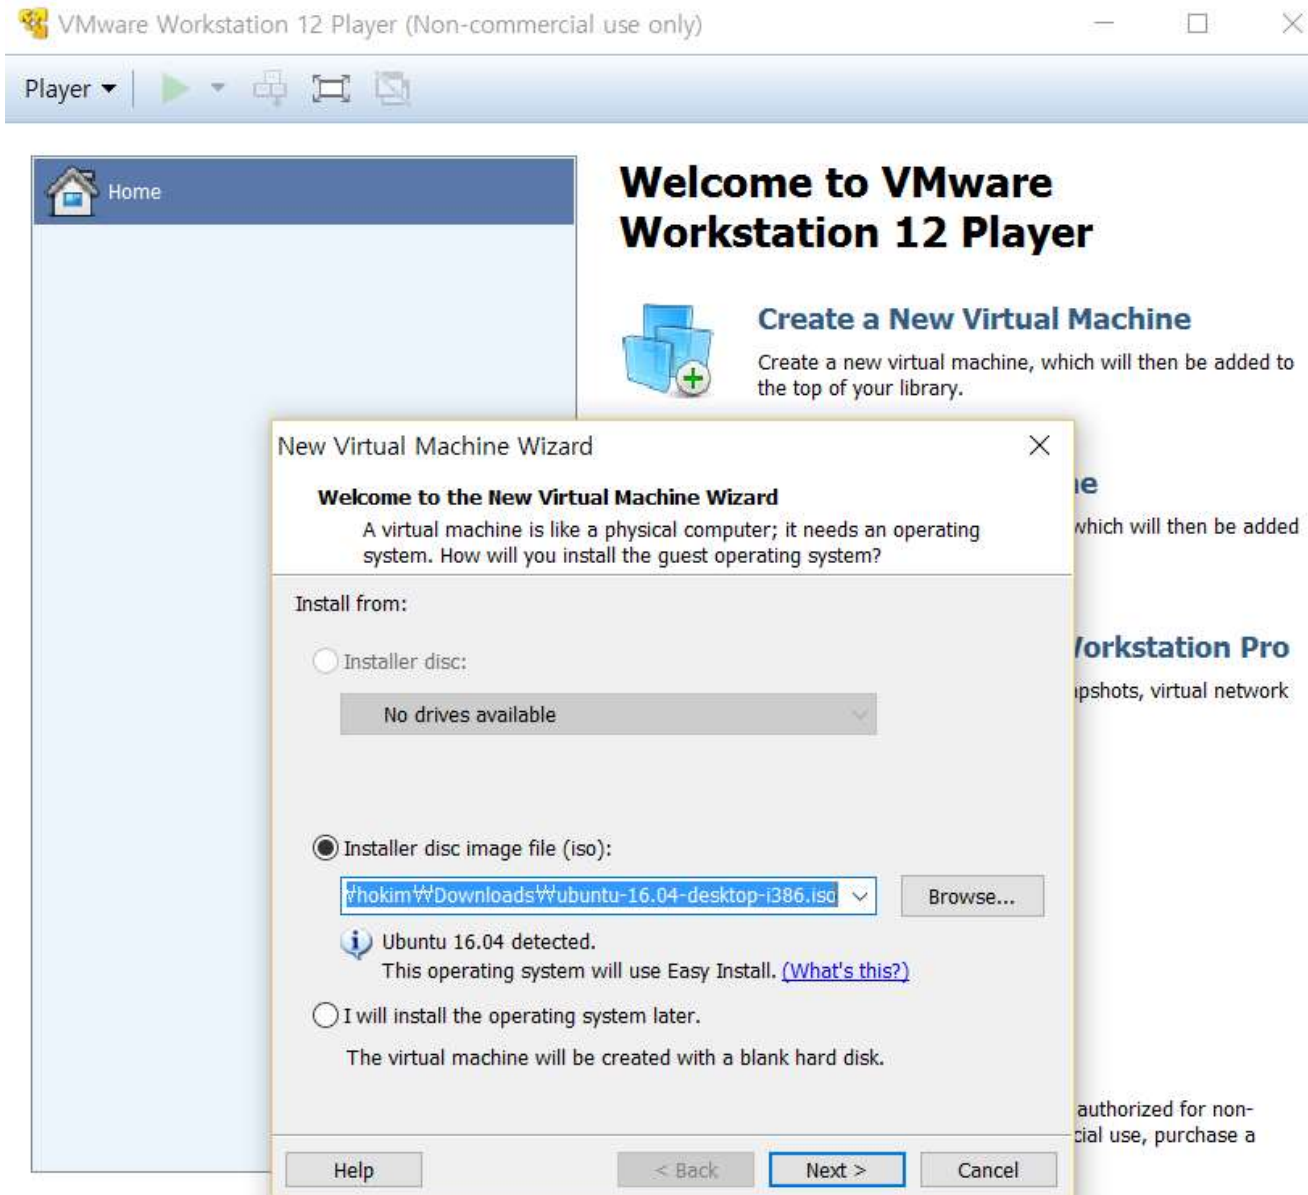 VMware Workstation 12 Player (Non-commercial use only)
Player
Home
Welcome to VMware
Workstation 12 Player
Create a New Virtual Machine
Create a new virtual machine, which will then be added to
the top of your library.
New Virtual Machine Wizard
Welcome to the New Virtual Machine Wizard
A virtual machine is like a physical computer; it needs an operating
system. How will you install the guest operating system?
which will then be added
Install from:
Installer disc:
Workstation Pro
No drives available
virtual network
Installer disc image file (iso):
₩hokim₩Downloads₩ubuntu-16.04-desktop-i386.iso
Browse...
Ubuntu 16.04 detected.
This operating system will use Easy Install. (What's this?)
I will install the operating system later.
The virtual machine will be created with a blank hard disk.
authorized for non-
cial use, purchase a
Help
< Back
Next >
Cancel